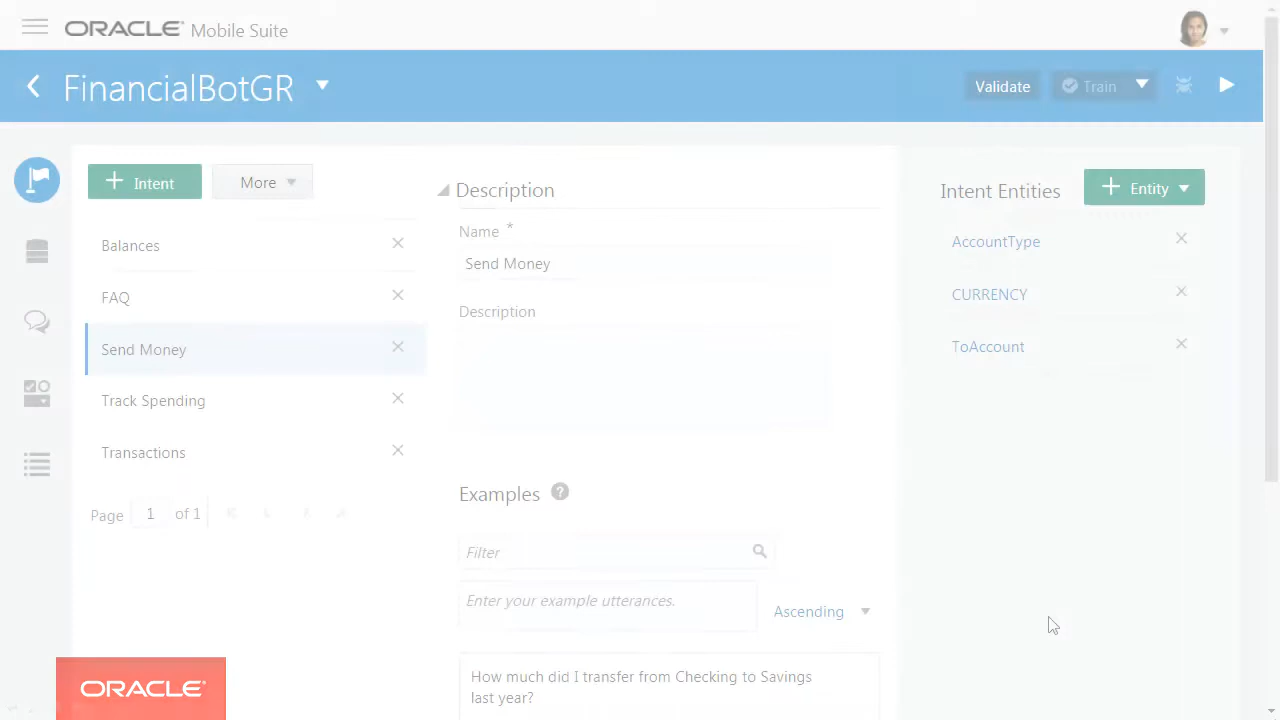 ORACLE® Mobile Suite
FinancialBotGR
Validate
Train
Intent
More
Balances
FAQ
Send Money
Track Spending
Transactions
Page 1 of 1
Description
Name *
Send Money
Description
Examples ?
Filter
Enter your example utterances.
Ascending
How much did I transfer from Checking to Savings
last year?
Intent Entities
Entity
AccountType
CURRENCY
ToAccount
ORACLE®